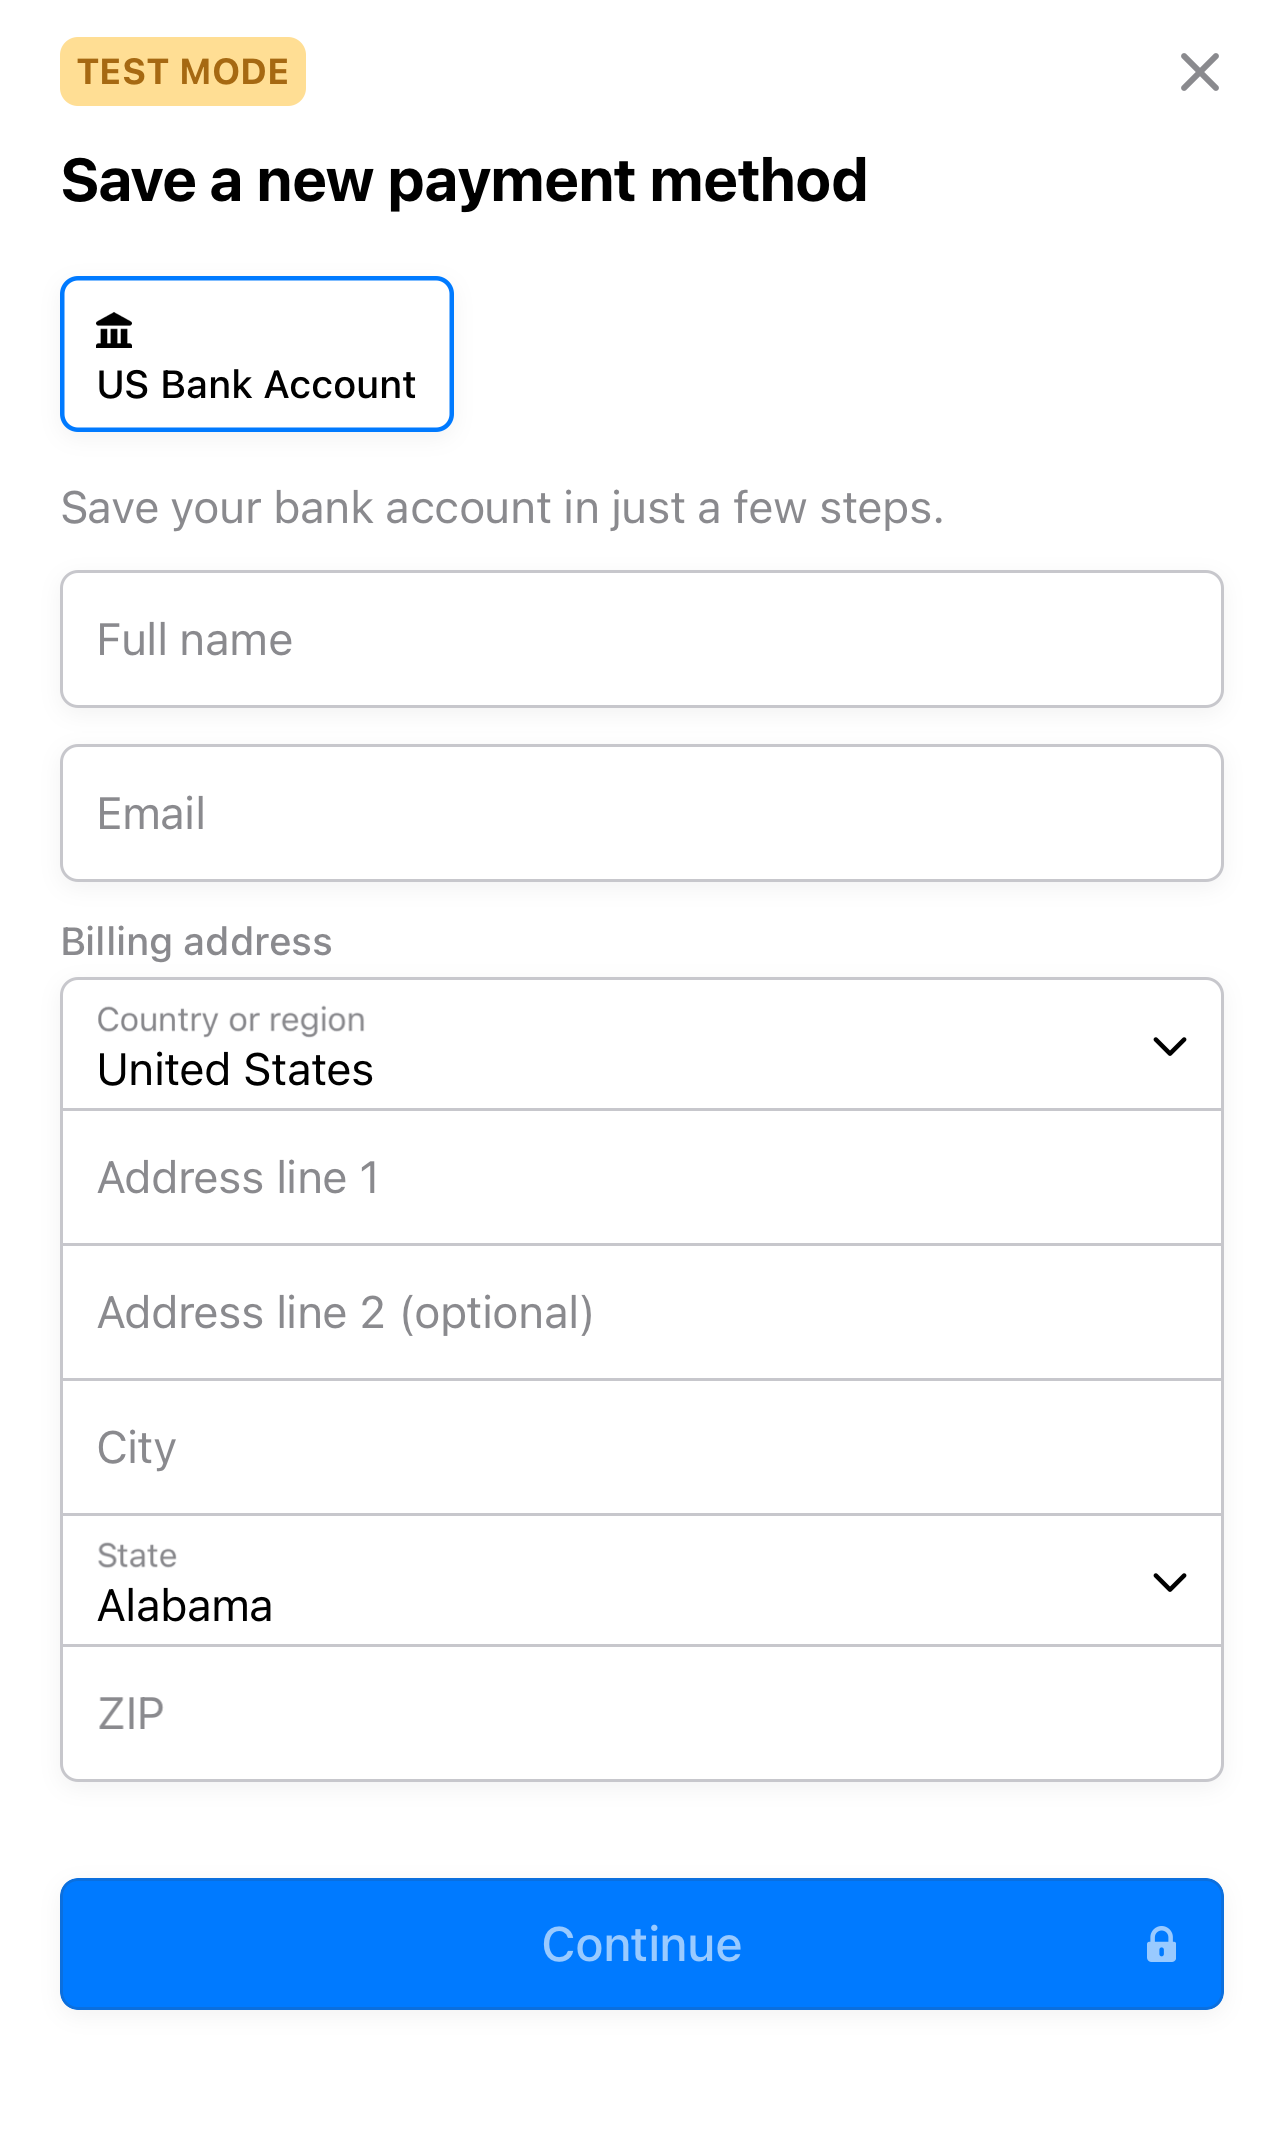 TEST MODE
Save a new payment method
US Bank Account
Save your bank account in just a few steps.
Full name
Email
Billing address
Country or region
United States
Address line 1
Address line 2 (optional)
City
State
Alabama
ZIP
Continue